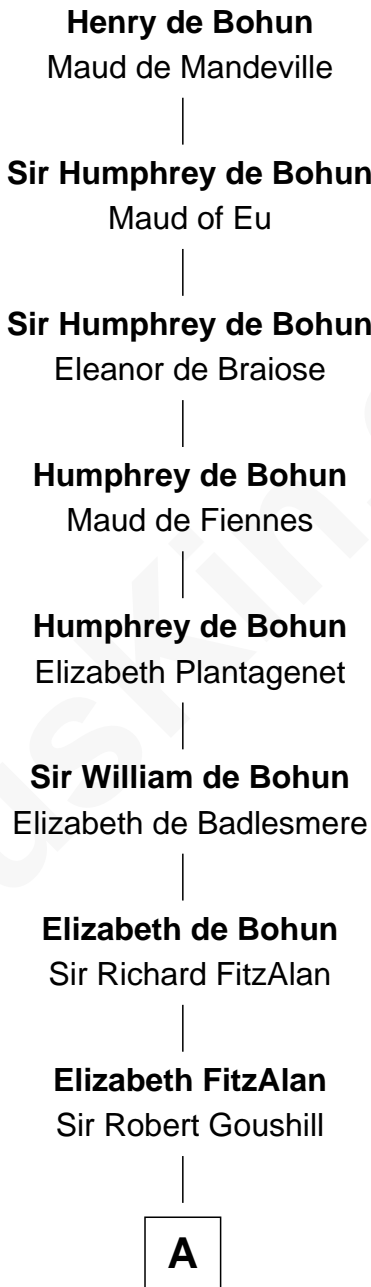 Henry de Bohun
Maud de Mandeville
Sir Humphrey de Bohun
Maud of Eu
Sir Humphrey de Bohun
Eleanor de Braiose
Humphrey de Bohun
Maud de Fiennes
Humphrey de Bohun
Elizabeth Plantagenet
Sir William de Bohun
Elizabeth de Badlesmere
Elizabeth de Bohun
Sir Richard FitzAlan
Elizabeth FitzAlan
Sir Robert Goushill
A